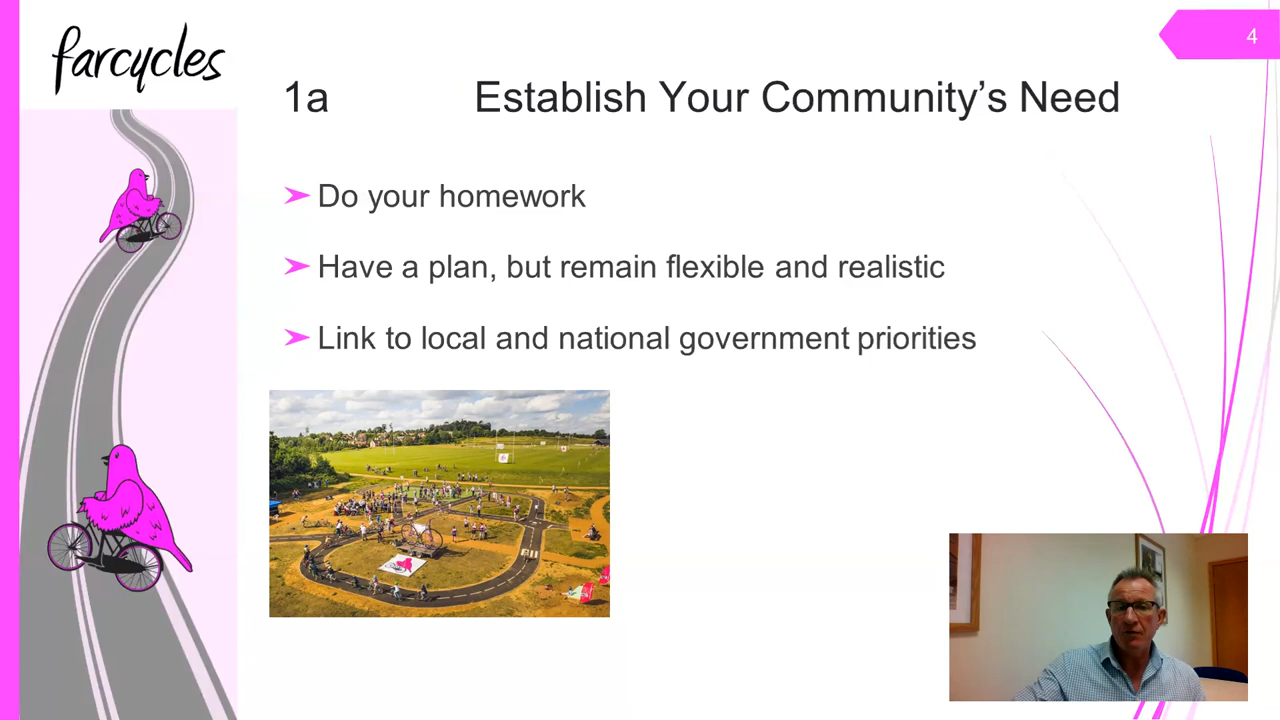 farcycles
4
1a Establish Your Community's Need
➤ Do your homework
➤ Have a plan, but remain flexible and realistic
➤ Link to local and national government priorities